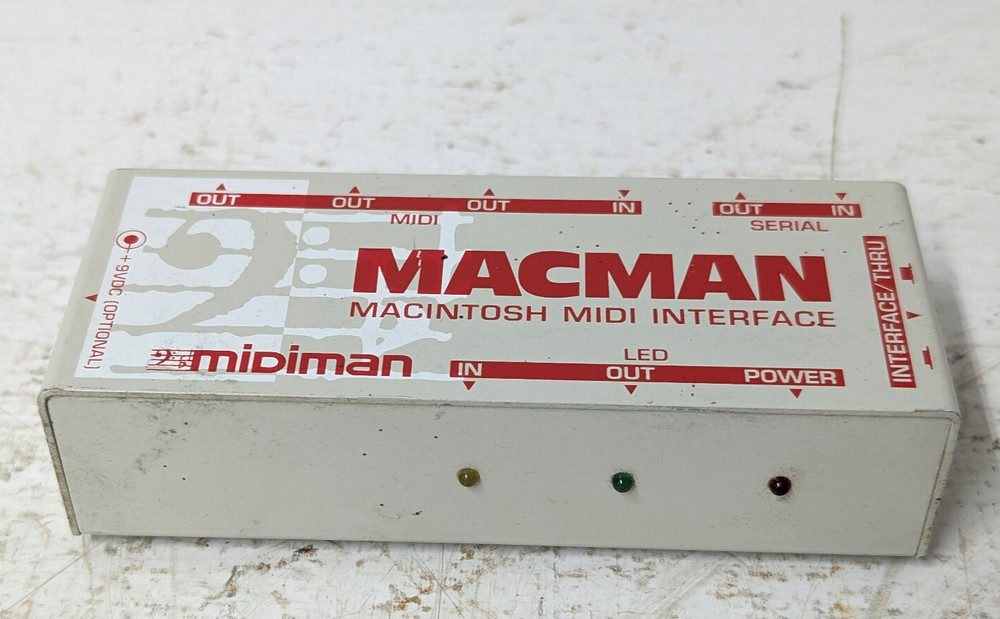 OUT OUT OUT IN
MIDI
OUT IN
SERIAL
+9VDC (OPTIONAL)
MACMAN
MACINTOSH MIDI INTERFACE
INTERFACE/THRU
midiman
LED
IN OUT POWER